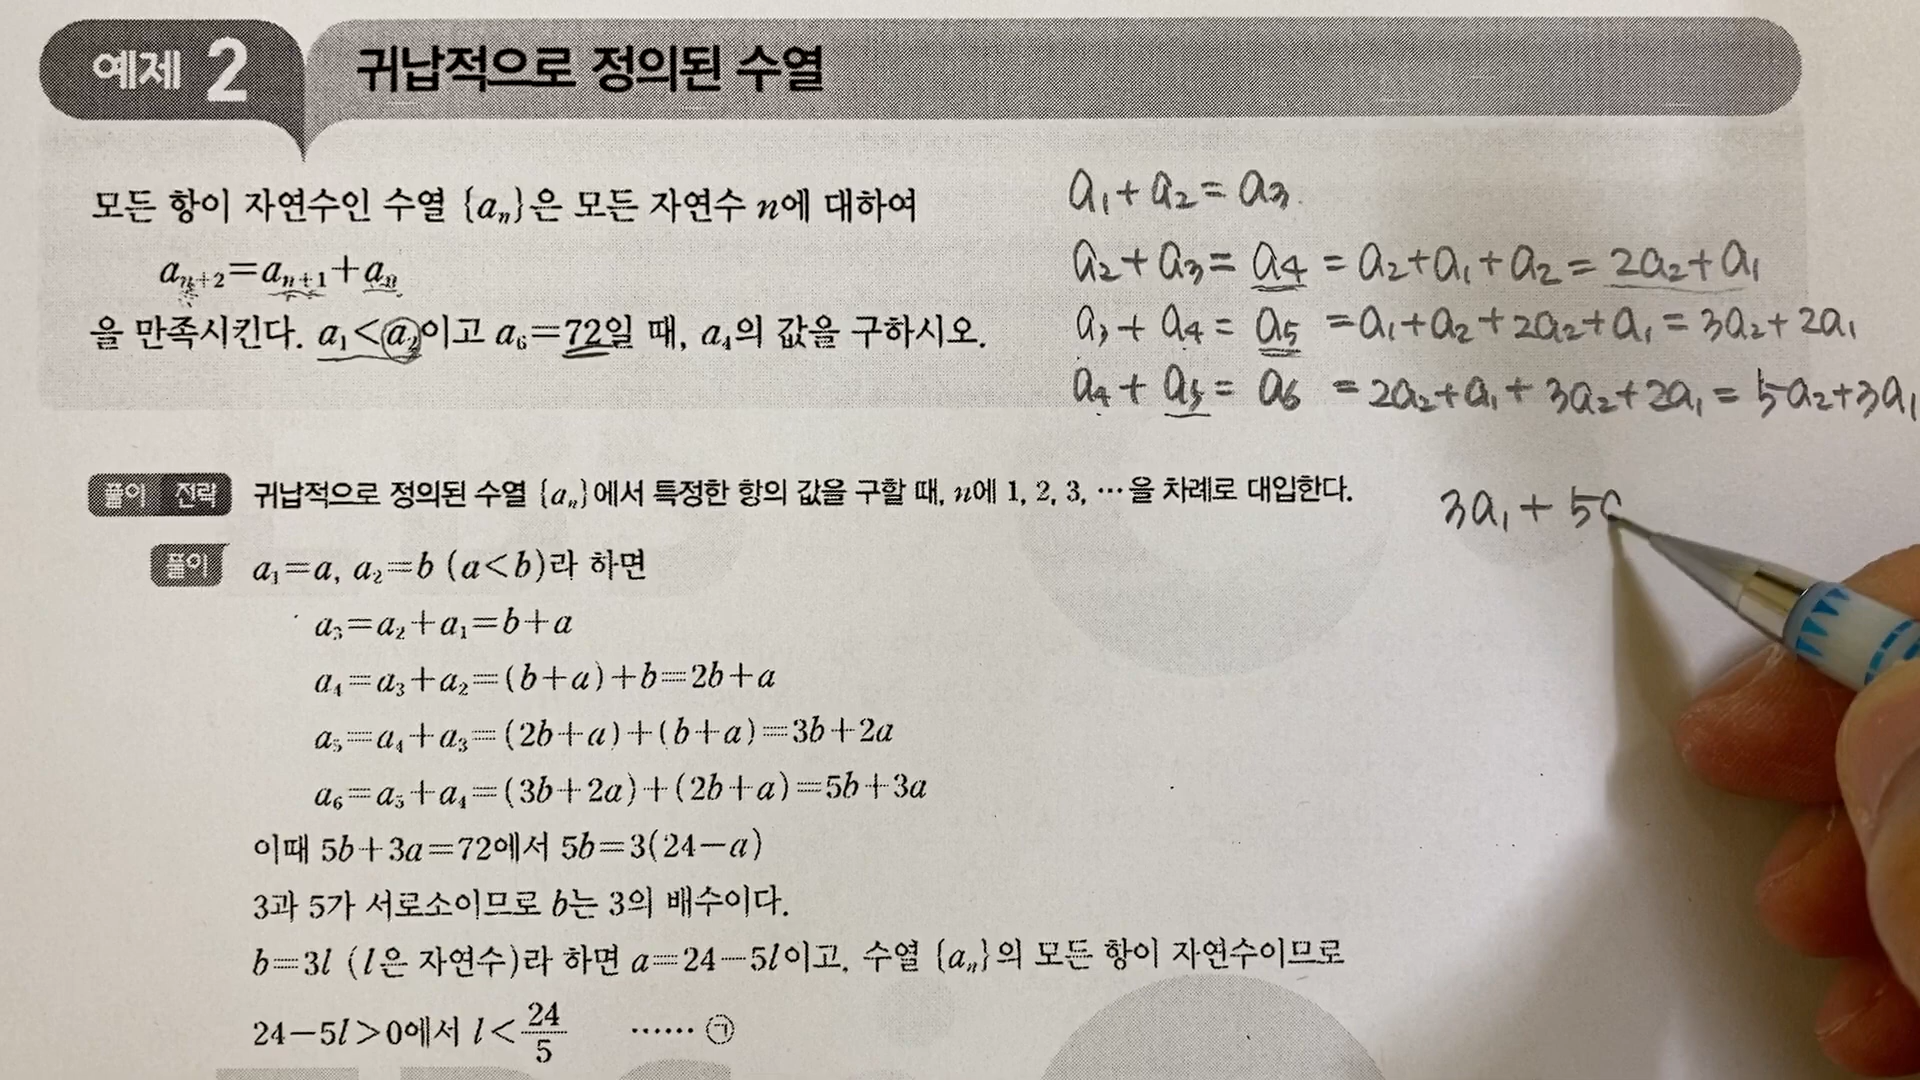 예제 2 귀납적으로 정의된 수열
모든 항이 자연수인 수열 {aₙ}은 모든 자연수 n에 대하여
aₙ₊₂=aₙ₊₁+aₙ
을 만족시킨다. a₁<a₂이고 a₆=72일 때, a₄의 값을 구하시오.
a₁+a₂=a₃
a₂+a₃=a₄=a₂+a₁+a₂=2a₂+a₁
a₃+a₄=a₅=a₁+a₂+2a₂+a₁=3a₂+2a₁
a₄+a₅=a₆=2a₂+a₁+3a₂+2a₁=5a₂+3a₁
풀이 전략 귀납적으로 정의된 수열 {aₙ}에서 특정한 항의 값을 구할 때, n에 1, 2, 3, …을 차례로 대입한다.
3a₁+5a
풀이 a₁=a, a₂=b (a<b)라 하면
a₃=a₂+a₁=b+a
a₄=a₃+a₂=(b+a)+b=2b+a
a₅=a₄+a₃=(2b+a)+(b+a)=3b+2a
a₆=a₅+a₄=(3b+2a)+(2b+a)=5b+3a
이때 5b+3a=72에서 5b=3(24-a)
3과 5가 서로소이므로 b는 3의 배수이다.
b=3l (l은 자연수)라 하면 a=24-5l이고, 수열 {aₙ}의 모든 항이 자연수이므로
24-5l>0에서 l<24/5 …… ㉠